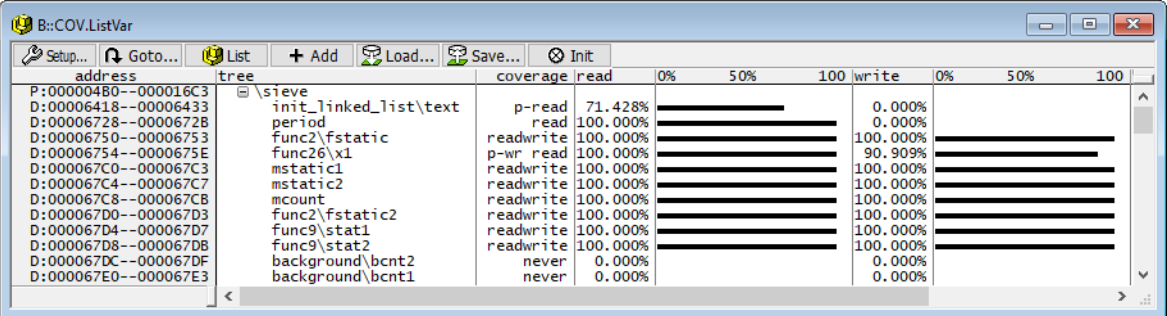 B::COV.ListVar
Setup... Goto... List Add Load... Save... Init
address tree coverage read 0% 50% 100 write 0% 50% 100
P:000004B0--000016C3 \sieve
D:00006418--00006433 init_linked_list\text p-read 71.428% 0.000%
D:00006728--0000672B period read 100.000% 0.000%
D:00006750--00006753 func2\fstatic readwrite 100.000% 100.000%
D:00006754--0000675E func26\x1 p-wr read 100.000% 90.909%
D:000067C0--000067C3 mstatic1 readwrite 100.000% 100.000%
D:000067C4--000067C7 mstatic2 readwrite 100.000% 100.000%
D:000067C8--000067CB mcount readwrite 100.000% 100.000%
D:000067D0--000067D3 func2\fstatic2 readwrite 100.000% 100.000%
D:000067D4--000067D7 func9\stat1 readwrite 100.000% 100.000%
D:000067D8--000067DB func9\stat2 readwrite 100.000% 100.000%
D:000067DC--000067DF background\bcnt2 never 0.000% 0.000%
D:000067E0--000067E3 background\bcnt1 never 0.000% 0.000%